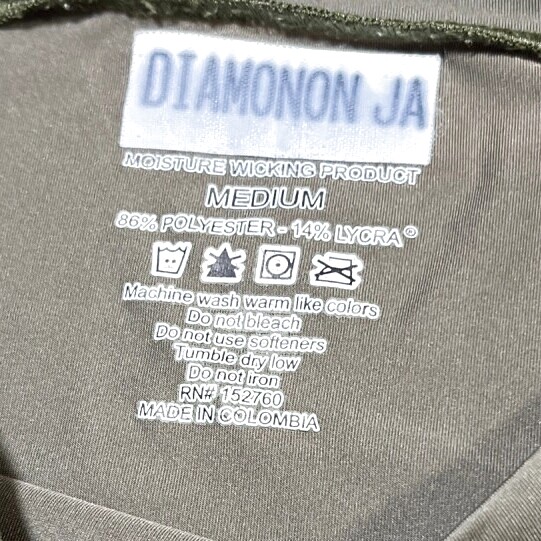 DIAMONON JA
MOISTURE WICKING PRODUCT
MEDIUM
86% POLYESTER - 14% LYCRA®
Machine wash warm like colors
Do not bleach
Do not use softeners
Tumble dry low
Do not iron
RN# 152760
MADE IN COLOMBIA